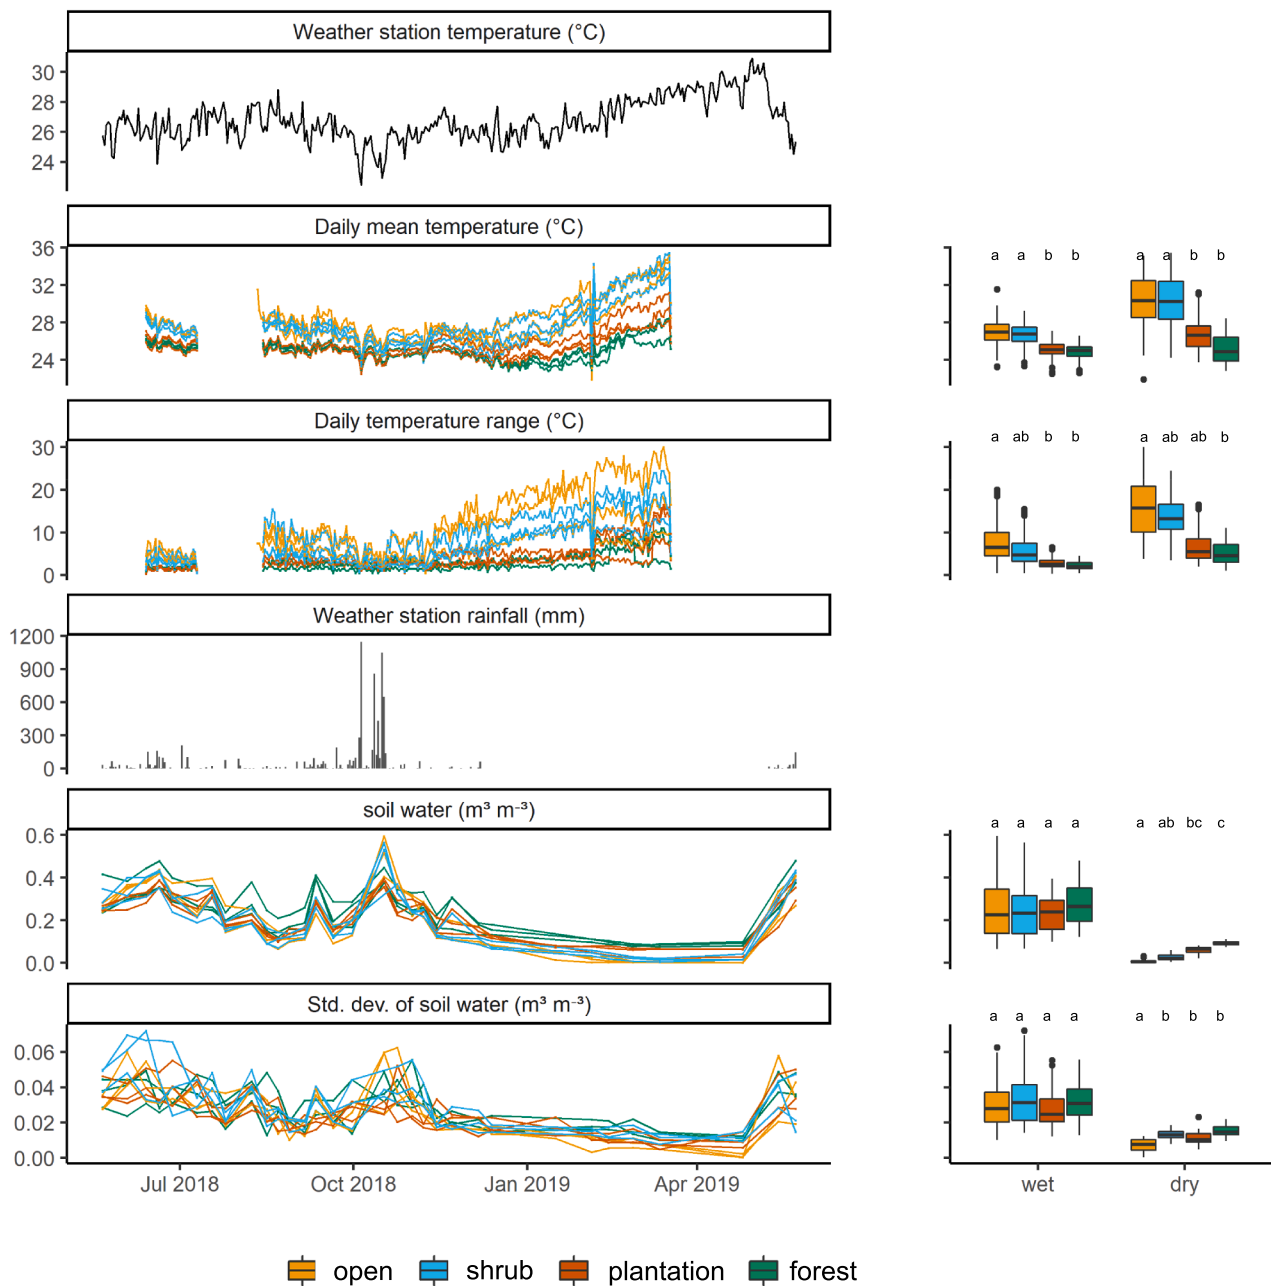 Weather station temperature (°C)
30
28
26
24
Daily mean temperature (°C)
36
32
28
24
a a b b a a b b
Daily temperature range (°C)
30
20
10
0
a ab b b a ab ab b
Weather station rainfall (mm)
1200
900
600
300
0
soil water (m³ m⁻³)
0.6
0.4
0.2
0.0
a a a a a ab bc c
Std. dev. of soil water (m³ m⁻³)
0.06
0.04
0.02
0.00
a a a a a b b b
Jul 2018 Oct 2018 Jan 2019 Apr 2019 wet dry
open shrub plantation forest